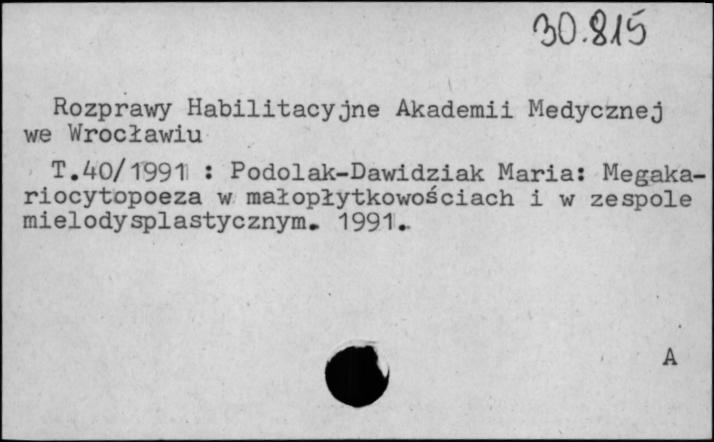 30.815
Rozprawy Habilitacyjne Akademii Medycznej
we Wrocławiu
T.40/1991 : Podolak-Dawidziak Maria: Megaka-
riocytopoeza w małopłytkowościach i w zespole
mielodysplastycznym. 1991.
A